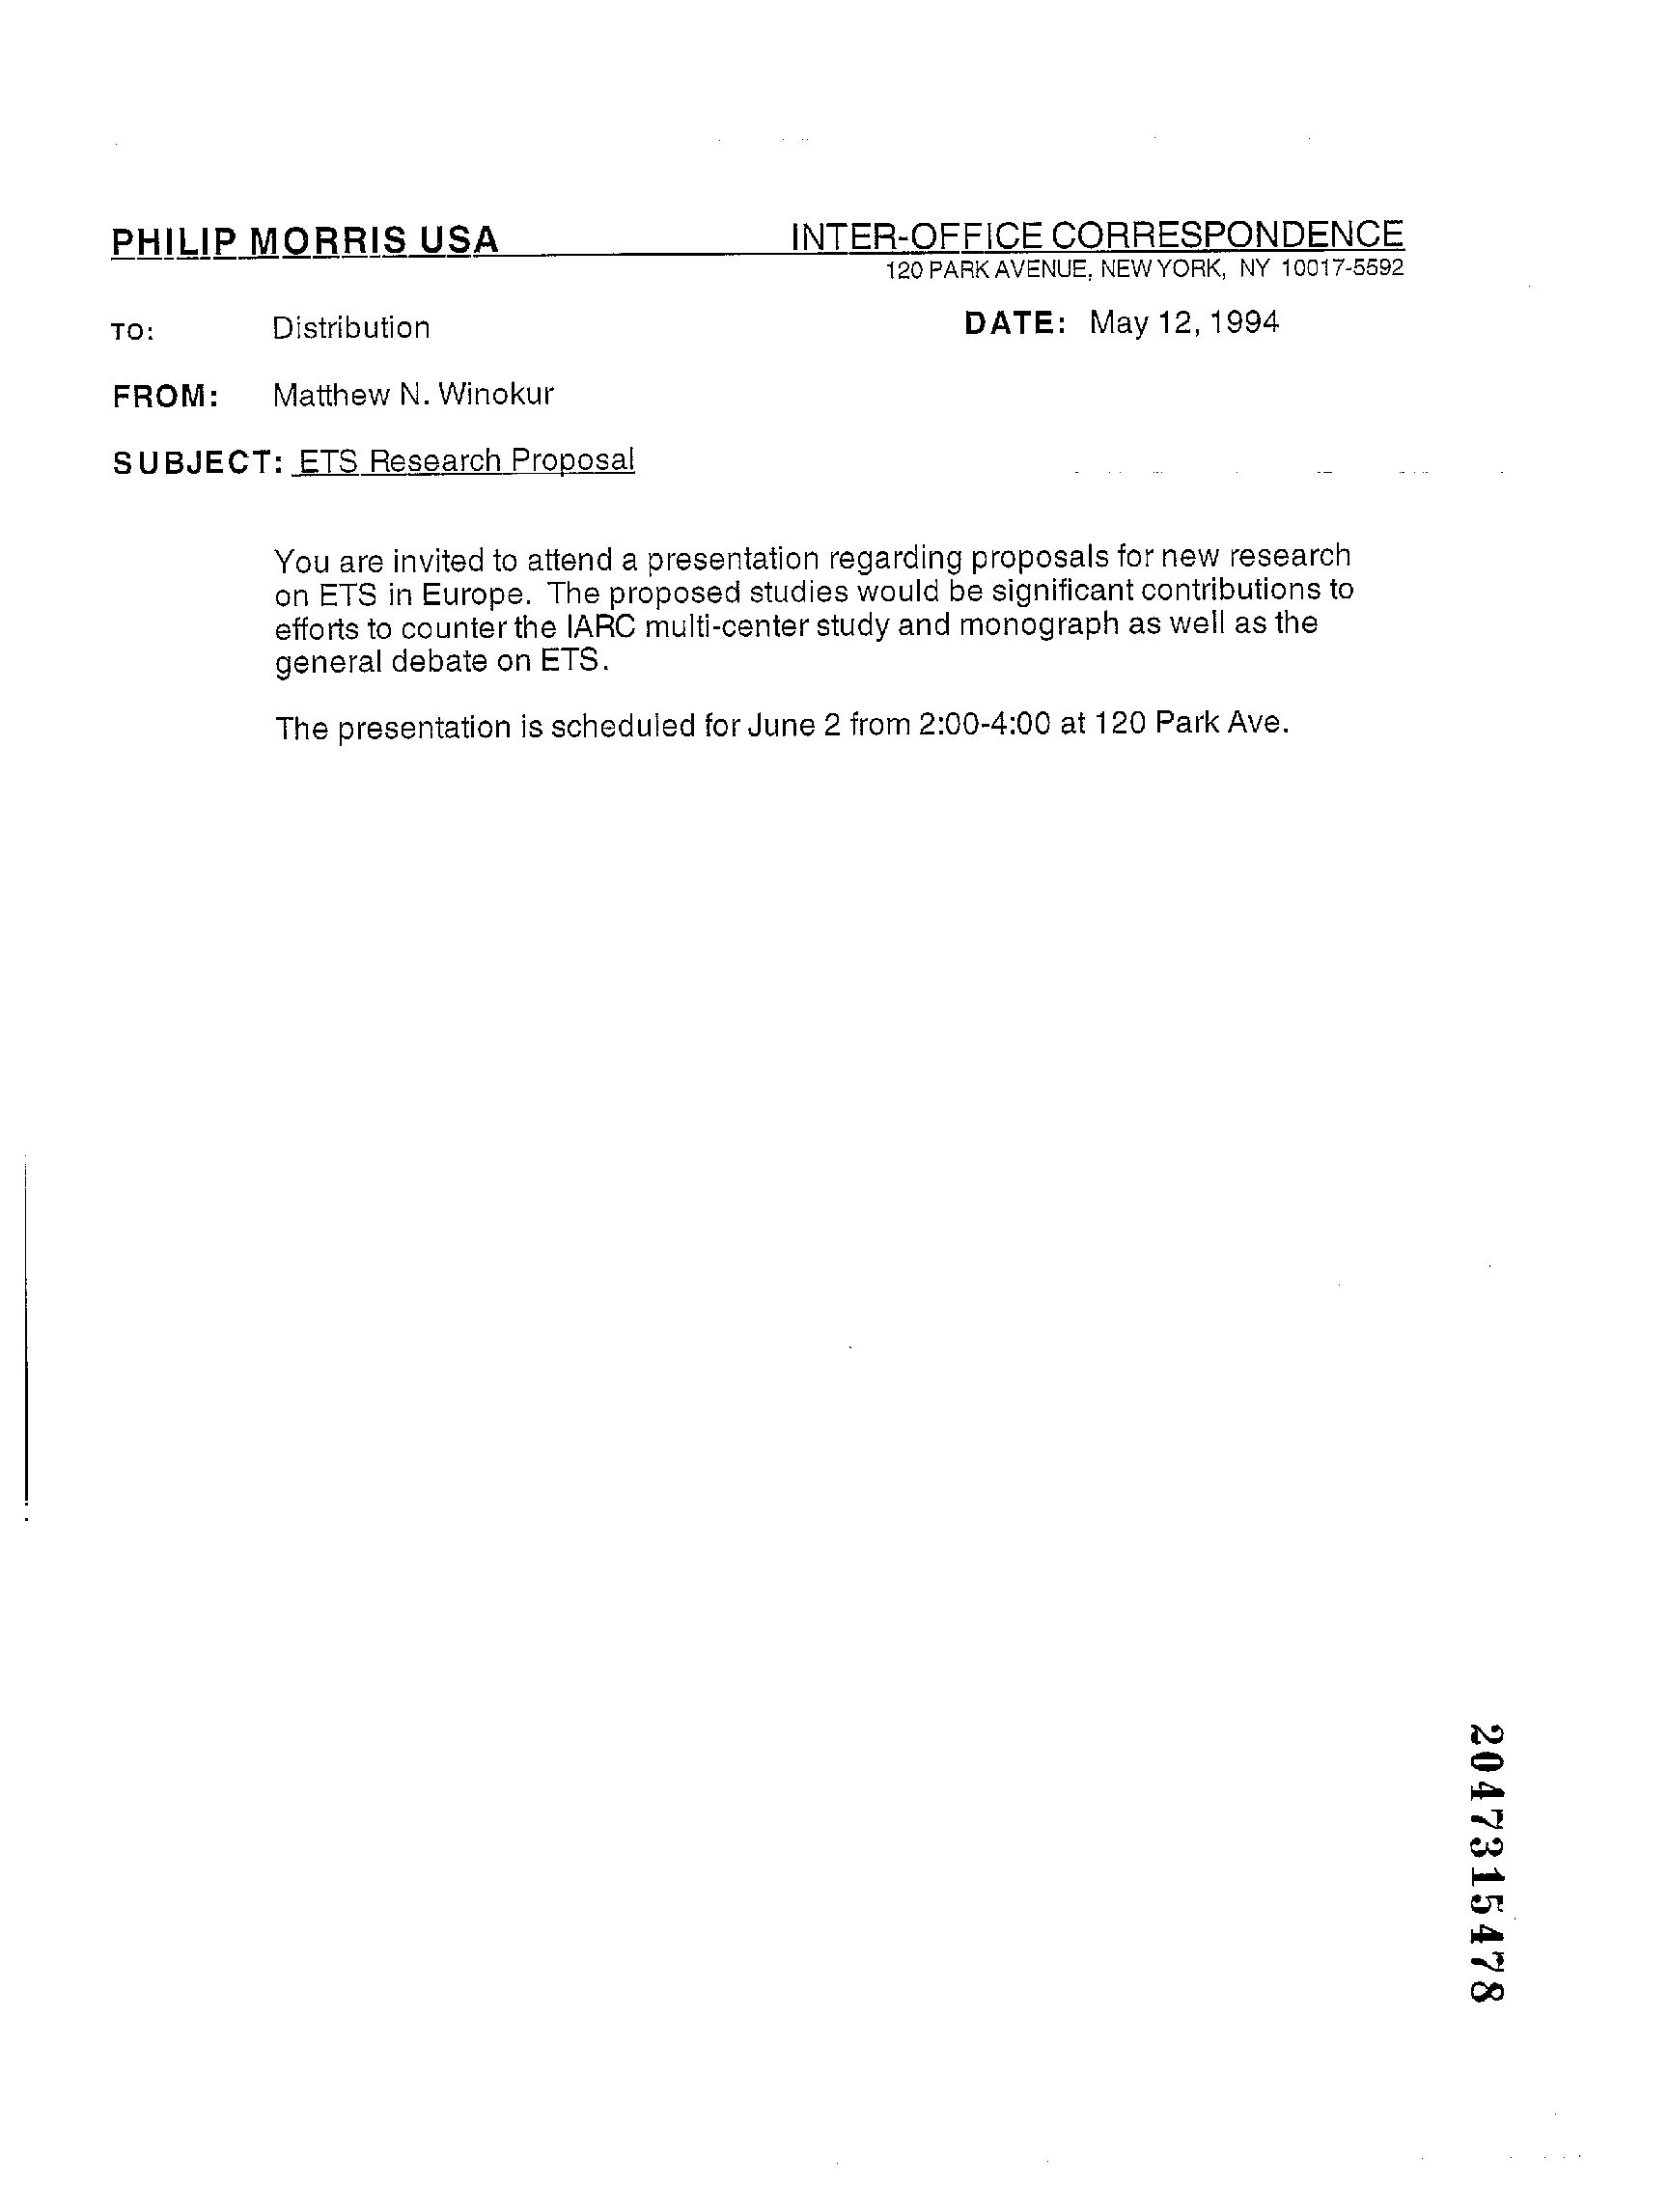 PHILIP MORRIS USA INTER-OFFICE CORRESPONDENCE
120 PARK AVENUE, NEW YORK, NY 10017-5592
TO: Distribution DATE: May 12, 1994
FROM: Matthew N. Winokur
SUBJECT: ETS Research Proposal
You are invited to attend a presentation regarding proposals for new research
on ETS in Europe. The proposed studies would be significant contributions to
efforts to counter the IARC multi-center study and monograph as well as the
general debate on ETS.
The presentation is scheduled for June 2 from 2:00-4:00 at 120 Park Ave.
2047315478